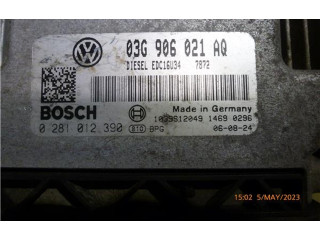 03G 906 021 AQ
DIESEL EDC16U34 7872
BOSCH
Made in Germany
0 281 012 390
1039S12049 1469 0296
BPG 06-08-24
15:02 5/MAY/2023